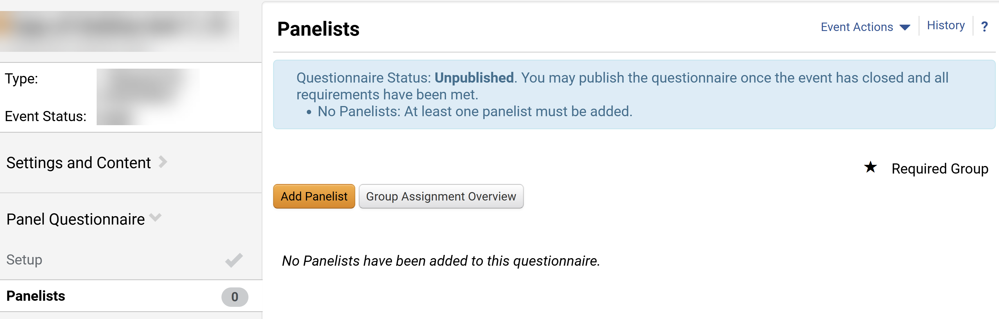 Type:
Event Status:
Settings and Content
Panel Questionnaire
Setup
Panelists
0
Panelists
Event Actions
History
?
Questionnaire Status: Unpublished. You may publish the questionnaire once the event has closed and all
requirements have been met.
• No Panelists: At least one panelist must be added.
★ Required Group
Add Panelist
Group Assignment Overview
No Panelists have been added to this questionnaire.